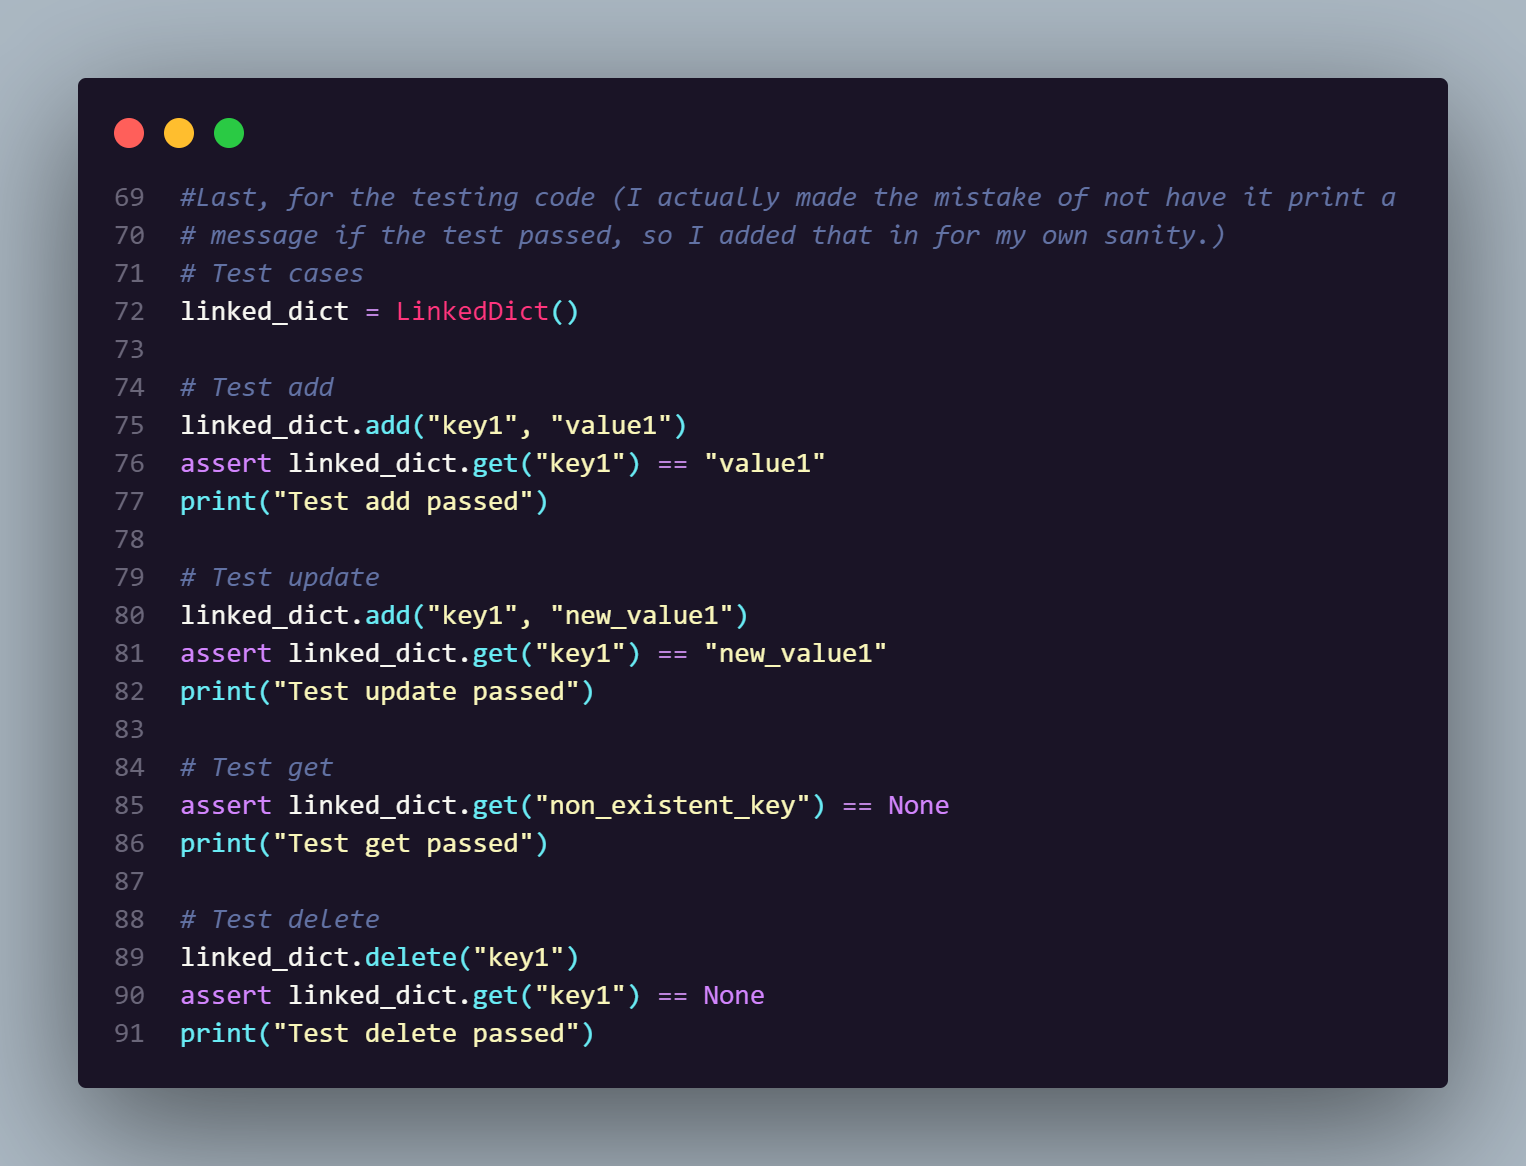 69 #Last, for the testing code (I actually made the mistake of not have it print a
70 # message if the test passed, so I added that in for my own sanity.)
71 # Test cases
72 linked_dict = LinkedDict()
73
74 # Test add
75 linked_dict.add("key1", "value1")
76 assert linked_dict.get("key1") == "value1"
77 print("Test add passed")
78
79 # Test update
80 linked_dict.add("key1", "new_value1")
81 assert linked_dict.get("key1") == "new_value1"
82 print("Test update passed")
83
84 # Test get
85 assert linked_dict.get("non_existent_key") == None
86 print("Test get passed")
87
88 # Test delete
89 linked_dict.delete("key1")
90 assert linked_dict.get("key1") == None
91 print("Test delete passed")